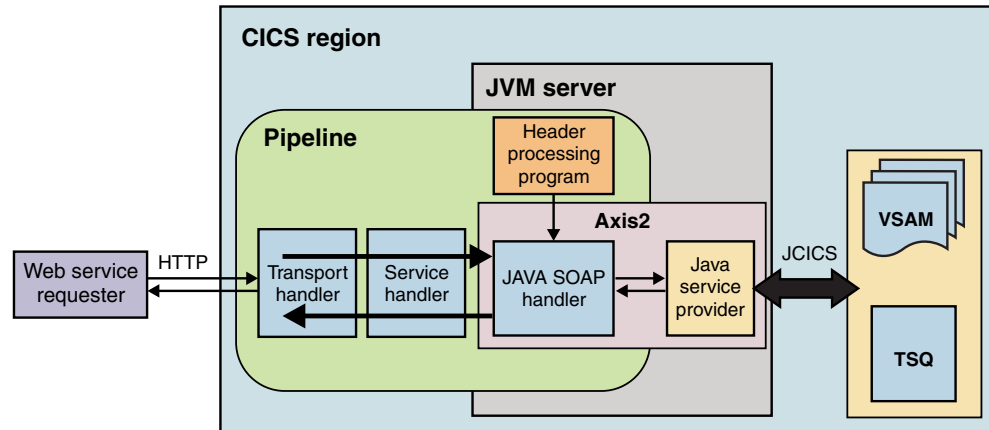 CICS region
JVM server
Pipeline
Header
processing
program
Axis2
Web service
requester
HTTP
Transport
handler
Service
handler
JAVA SOAP
handler
Java
service
provider
JCICS
VSAM
TSQ